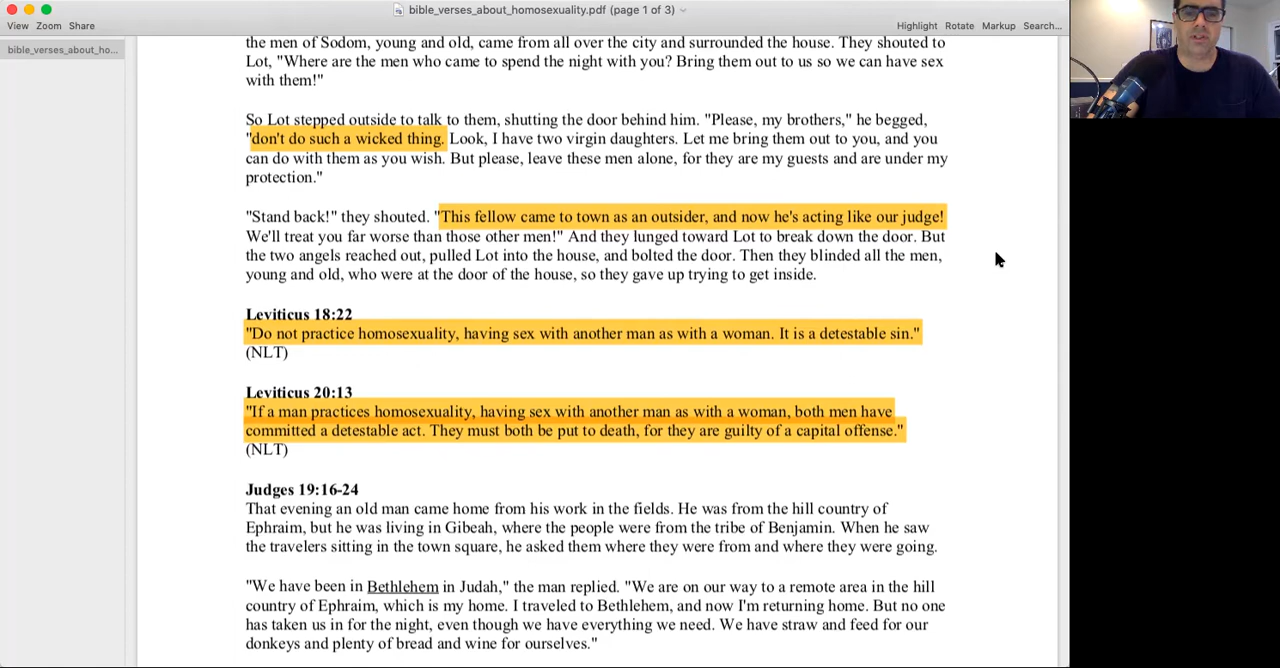 bible_verses_about_homosexuality.pdf (page 1 of 3)
View Zoom Share
Highlight Rotate Markup Search...
bible_verses_about_ho...
the men of Sodom, young and old, came from all over the city and surrounded the house. They shouted to
Lot, "Where are the men who came to spend the night with you? Bring them out to us so we can have sex
with them!"
So Lot stepped outside to talk to them, shutting the door behind him. "Please, my brothers," he begged,
"don't do such a wicked thing. Look, I have two virgin daughters. Let me bring them out to you, and you
can do with them as you wish. But please, leave these men alone, for they are my guests and are under my
protection."
"Stand back!" they shouted. "This fellow came to town as an outsider, and now he's acting like our judge!
We'll treat you far worse than those other men!" And they lunged toward Lot to break down the door. But
the two angels reached out, pulled Lot into the house, and bolted the door. Then they blinded all the men,
young and old, who were at the door of the house, so they gave up trying to get inside.
Leviticus 18:22
"Do not practice homosexuality, having sex with another man as with a woman. It is a detestable sin."
(NLT)
Leviticus 20:13
"If a man practices homosexuality, having sex with another man as with a woman, both men have
committed a detestable act. They must both be put to death, for they are guilty of a capital offense."
(NLT)
Judges 19:16-24
That evening an old man came home from his work in the fields. He was from the hill country of
Ephraim, but he was living in Gibeah, where the people were from the tribe of Benjamin. When he saw
the travelers sitting in the town square, he asked them where they were from and where they were going.
"We have been in Bethlehem in Judah," the man replied. "We are on our way to a remote area in the hill
country of Ephraim, which is my home. I traveled to Bethlehem, and now I'm returning home. But no one
has taken us in for the night, even though we have everything we need. We have straw and feed for our
donkeys and plenty of bread and wine for ourselves."